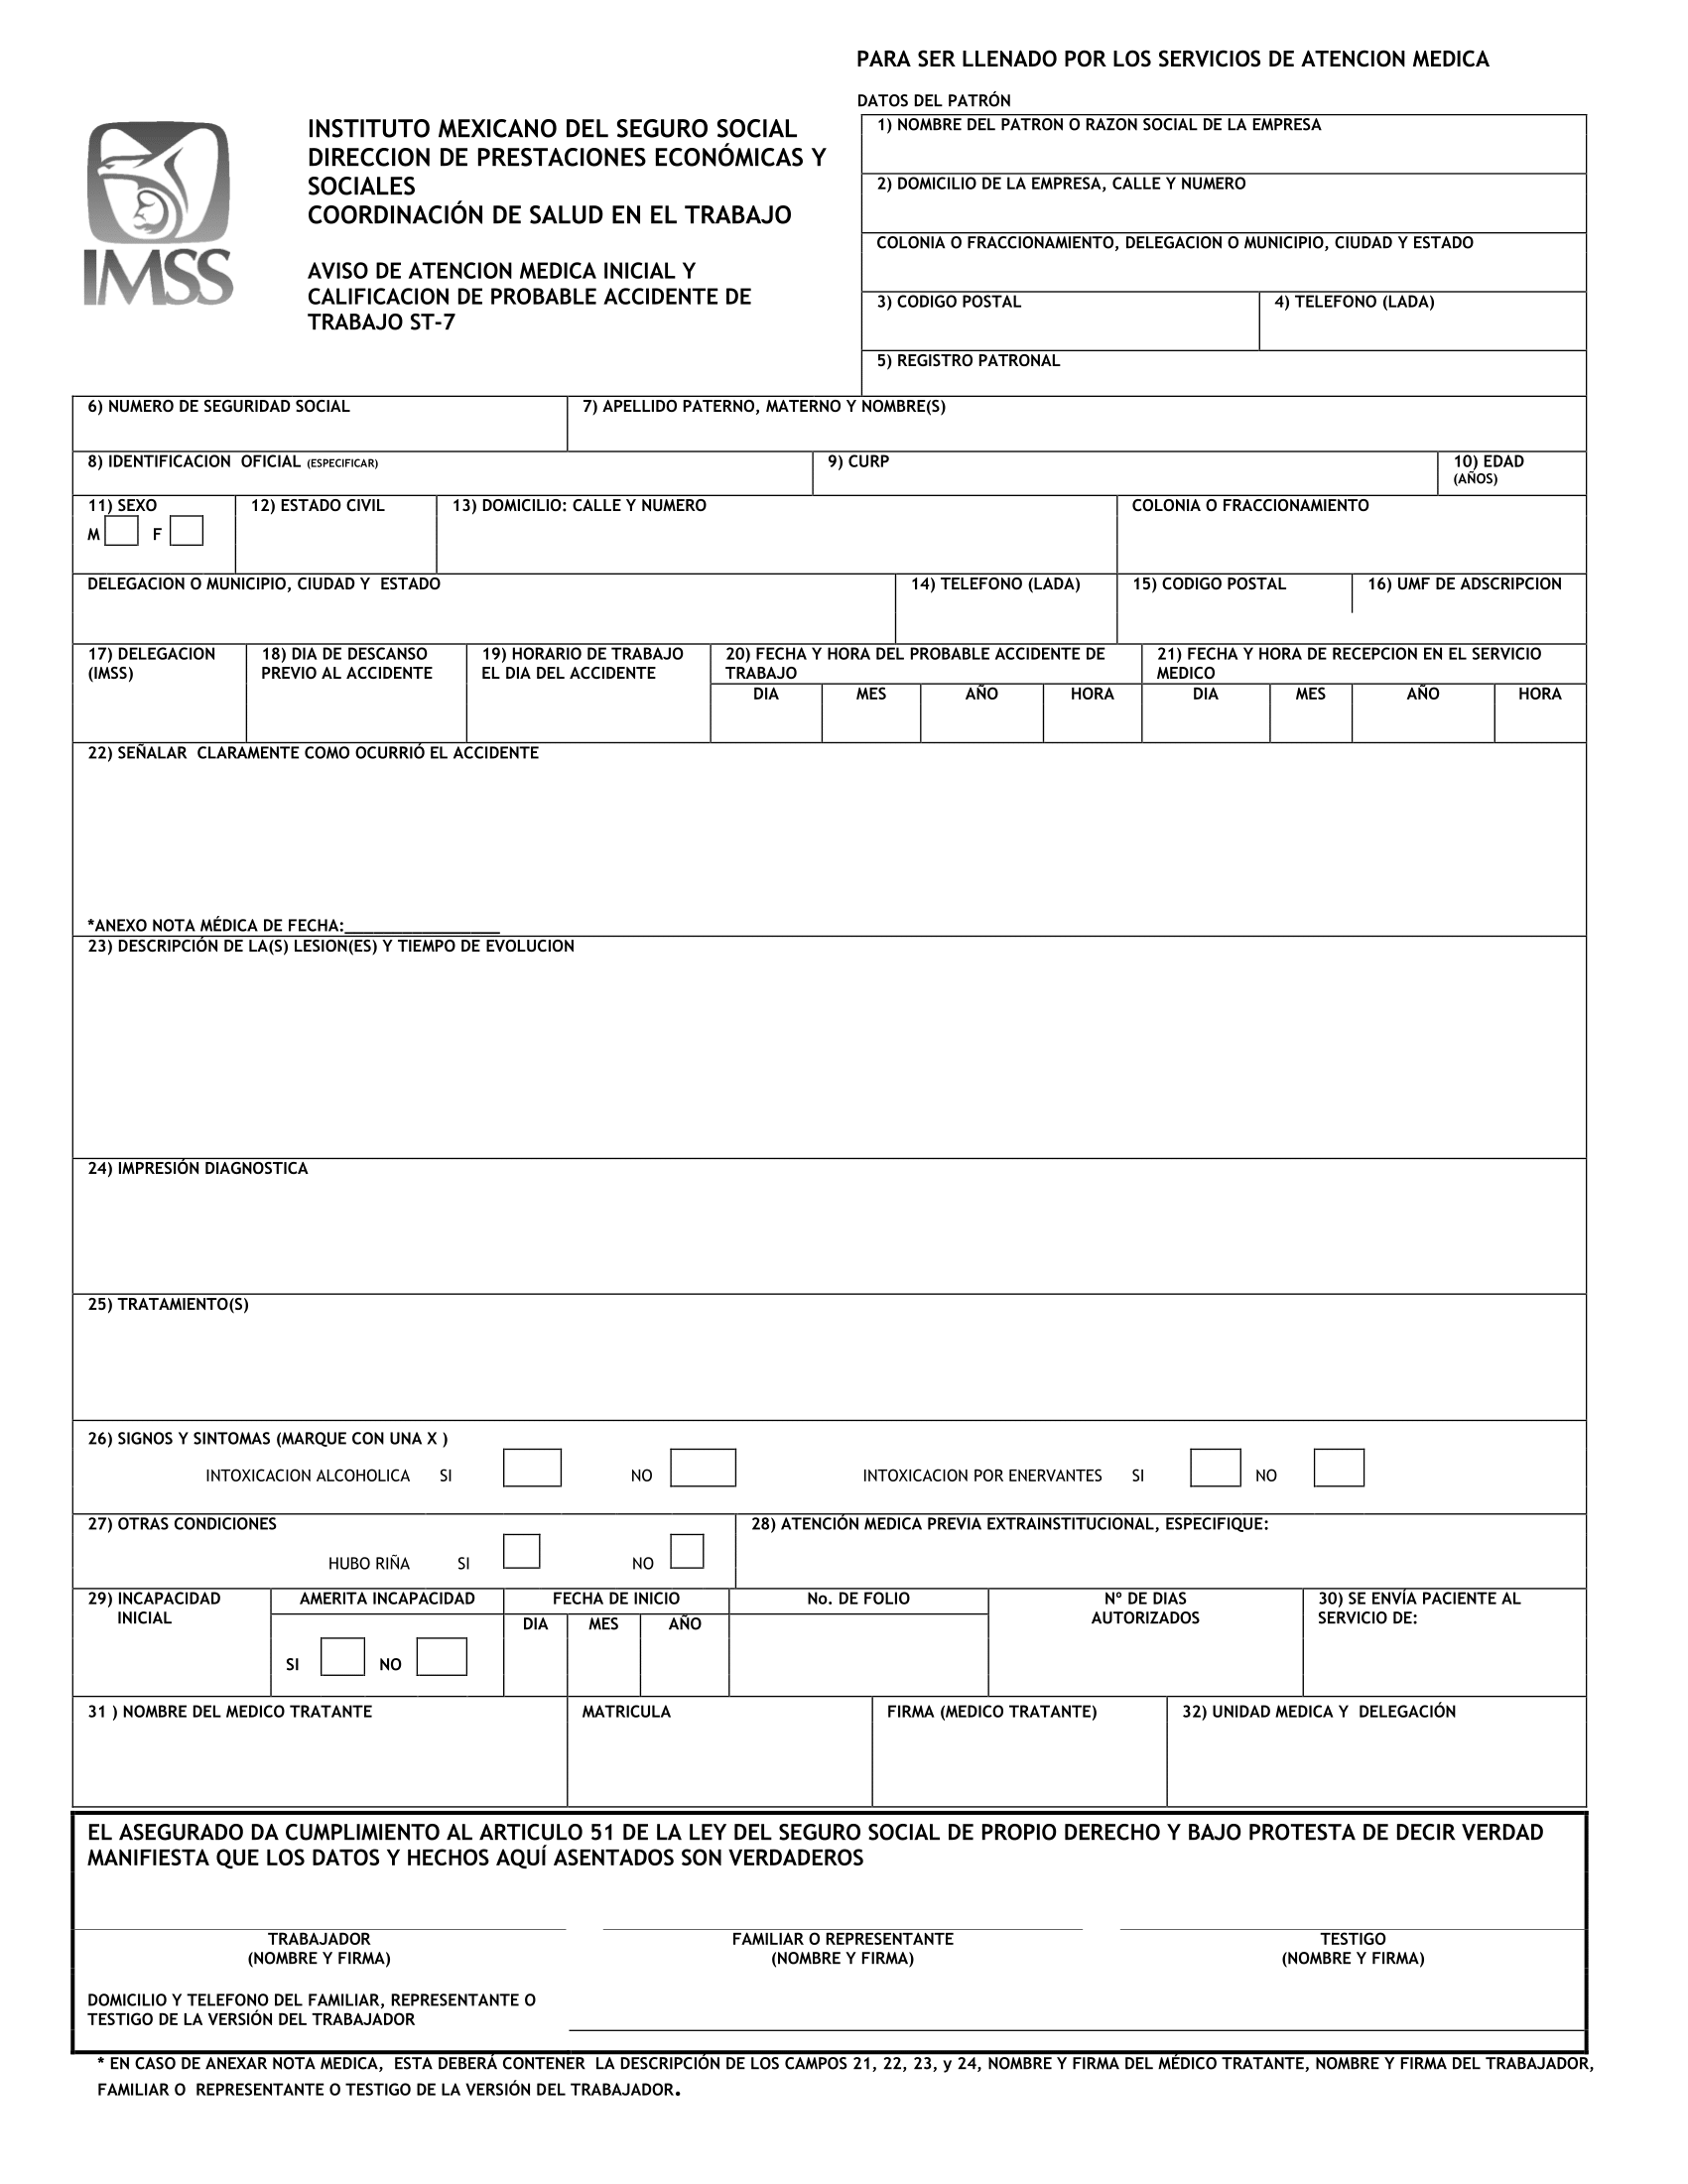 PARA SER LLENADO POR LOS SERVICIOS DE ATENCION MEDICA
DATOS DEL PATRÓN
IMSS
INSTITUTO MEXICANO DEL SEGURO SOCIAL
DIRECCION DE PRESTACIONES ECONÓMICAS Y
SOCIALES
COORDINACIÓN DE SALUD EN EL TRABAJO
AVISO DE ATENCION MEDICA INICIAL Y
CALIFICACION DE PROBABLE ACCIDENTE DE
TRABAJO ST-7
1) NOMBRE DEL PATRON O RAZON SOCIAL DE LA EMPRESA
2) DOMICILIO DE LA EMPRESA, CALLE Y NUMERO
COLONIA O FRACCIONAMIENTO, DELEGACION O MUNICIPIO, CIUDAD Y ESTADO
3) CODIGO POSTAL 4) TELEFONO (LADA)
5) REGISTRO PATRONAL
6) NUMERO DE SEGURIDAD SOCIAL 7) APELLIDO PATERNO, MATERNO Y NOMBRE(S)
8) IDENTIFICACION OFICIAL (ESPECIFICAR) 9) CURP 10) EDAD
(AÑOS)
11) SEXO 12) ESTADO CIVIL 13) DOMICILIO: CALLE Y NUMERO COLONIA O FRACCIONAMIENTO
M F
DELEGACION O MUNICIPIO, CIUDAD Y ESTADO 14) TELEFONO (LADA) 15) CODIGO POSTAL 16) UMF DE ADSCRIPCION
17) DELEGACION 18) DIA DE DESCANSO 19) HORARIO DE TRABAJO 20) FECHA Y HORA DEL PROBABLE ACCIDENTE DE 21) FECHA Y HORA DE RECEPCION EN EL SERVICIO
(IMSS) PREVIO AL ACCIDENTE EL DIA DEL ACCIDENTE TRABAJO MEDICO
DIA MES AÑO HORA DIA MES AÑO HORA
22) SEÑALAR CLARAMENTE COMO OCURRIÓ EL ACCIDENTE
*ANEXO NOTA MÉDICA DE FECHA:________________
23) DESCRIPCIÓN DE LA(S) LESION(ES) Y TIEMPO DE EVOLUCION
24) IMPRESIÓN DIAGNOSTICA
25) TRATAMIENTO(S)
26) SIGNOS Y SINTOMAS (MARQUE CON UNA X )
INTOXICACION ALCOHOLICA SI NO INTOXICACION POR ENERVANTES SI NO
27) OTRAS CONDICIONES 28) ATENCIÓN MEDICA PREVIA EXTRAINSTITUCIONAL, ESPECIFIQUE:
HUBO RIÑA SI NO
29) INCAPACIDAD AMERITA INCAPACIDAD FECHA DE INICIO No. DE FOLIO Nº DE DIAS 30) SE ENVÍA PACIENTE AL
INICIAL AUTORIZADOS SERVICIO DE:
DIA MES AÑO
SI NO
31 ) NOMBRE DEL MEDICO TRATANTE MATRICULA FIRMA (MEDICO TRATANTE) 32) UNIDAD MEDICA Y DELEGACIÓN
EL ASEGURADO DA CUMPLIMIENTO AL ARTICULO 51 DE LA LEY DEL SEGURO SOCIAL DE PROPIO DERECHO Y BAJO PROTESTA DE DECIR VERDAD
MANIFIESTA QUE LOS DATOS Y HECHOS AQUÍ ASENTADOS SON VERDADEROS
TRABAJADOR FAMILIAR O REPRESENTANTE TESTIGO
(NOMBRE Y FIRMA) (NOMBRE Y FIRMA) (NOMBRE Y FIRMA)
DOMICILIO Y TELEFONO DEL FAMILIAR, REPRESENTANTE O
TESTIGO DE LA VERSIÓN DEL TRABAJADOR
* EN CASO DE ANEXAR NOTA MEDICA, ESTA DEBERÁ CONTENER LA DESCRIPCIÓN DE LOS CAMPOS 21, 22, 23, y 24, NOMBRE Y FIRMA DEL MÉDICO TRATANTE, NOMBRE Y FIRMA DEL TRABAJADOR,
FAMILIAR O REPRESENTANTE O TESTIGO DE LA VERSIÓN DEL TRABAJADOR.